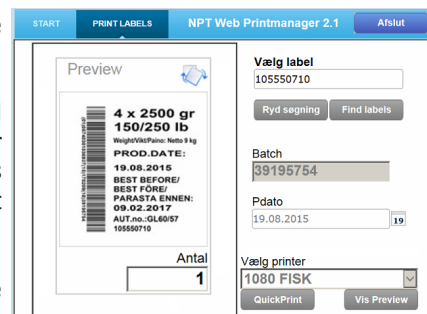 START
PRINT LABELS
NPT Web Printmanager 2.1
Afslut
Preview
4 x 2500 gr
150/250 lb
Weight/Vikt/Paino: Netto 9 kg
PROD.DATE:
19.08.2015
BEST BEFORE/
BEST FÖRE/
PARASTA ENNEN:
09.02.2017
AUT.no.:GL60/57
105550710
Antal
1
Vælg label
105550710
Ryd søgning
Find labels
Batch
39195754
Pdato
19.08.2015
19
Vælg printer
1080 FISK
QuickPrint
Vis Preview